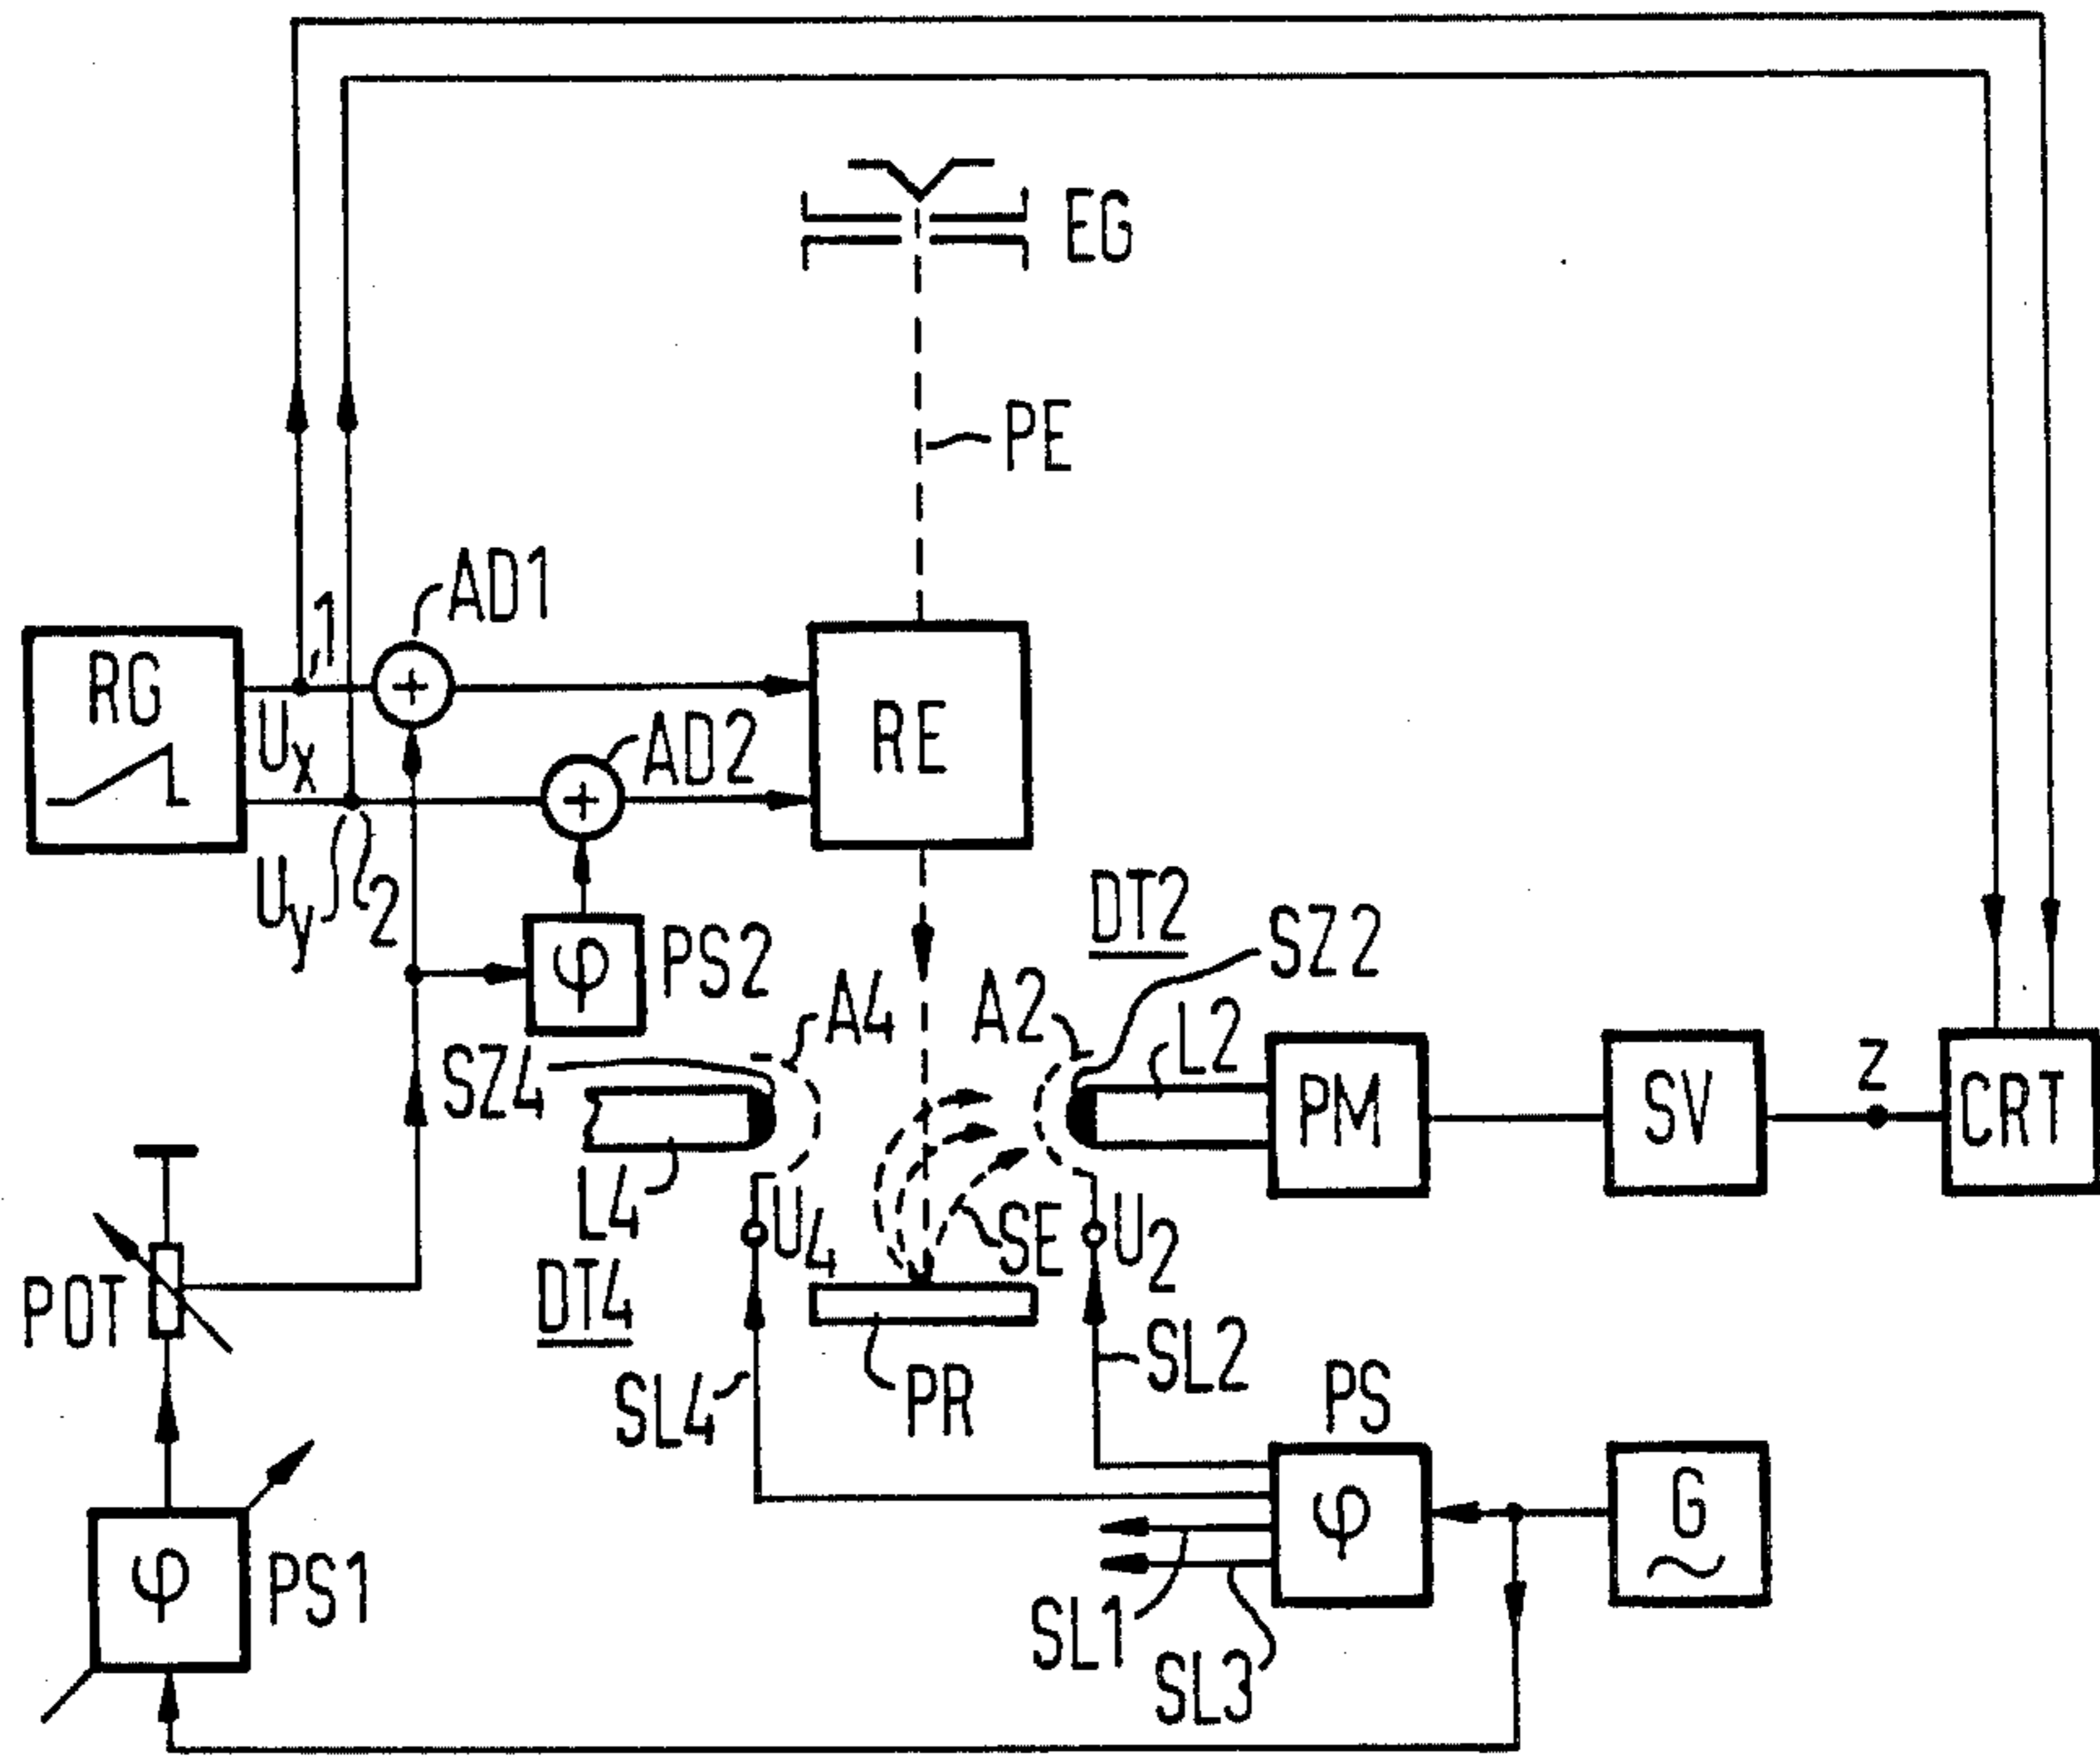 EG
PE
AD1
1
RG
Ux
AD2
RE
Uy
2
φ
PS2
DT2
SZ2
A4
A2
L2
SZ4
PM
SV
Z
CRT
L4
U4
SE
U2
DT4
POT
SL4
PR
SL2
PS
φ
G
~
φ
PS1
SL1
SL3